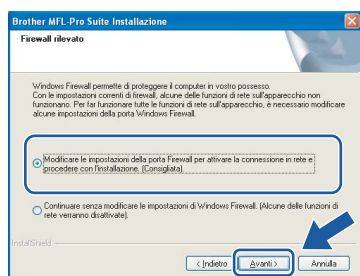 Brother MFL-Pro Suite Installazione
Firewall rilevato
Windows Firewall permette di proteggere il computer in vostro possesso.
Con le impostazioni correnti di firewall, alcune delle funzioni di rete sull'apparecchio non
funzionano. Per far funzionare tutte le funzioni di rete sull'apparecchio, è necessario modificare
alcune impostazioni della porta Windows Firewall.
Modificare le impostazioni della porta Firewall per attivare la connessione in rete e
procedere con l'installazione. (Consigliata).
Continuare senza modificare le impostazioni di Windows Firewall. (Alcune delle funzioni di
rete verranno disattivate).
InstallShield
< Indietro
Avanti >
Annulla